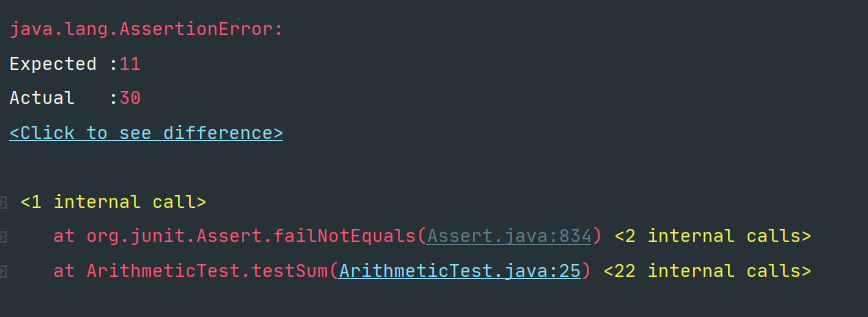 java.lang.AssertionError:
Expected :11
Actual   :30
<Click to see difference>
<1 internal call>
at org.junit.Assert.failNotEquals(Assert.java:834) <2 internal calls>
at ArithmeticTest.testSum(ArithmeticTest.java:25) <22 internal calls>